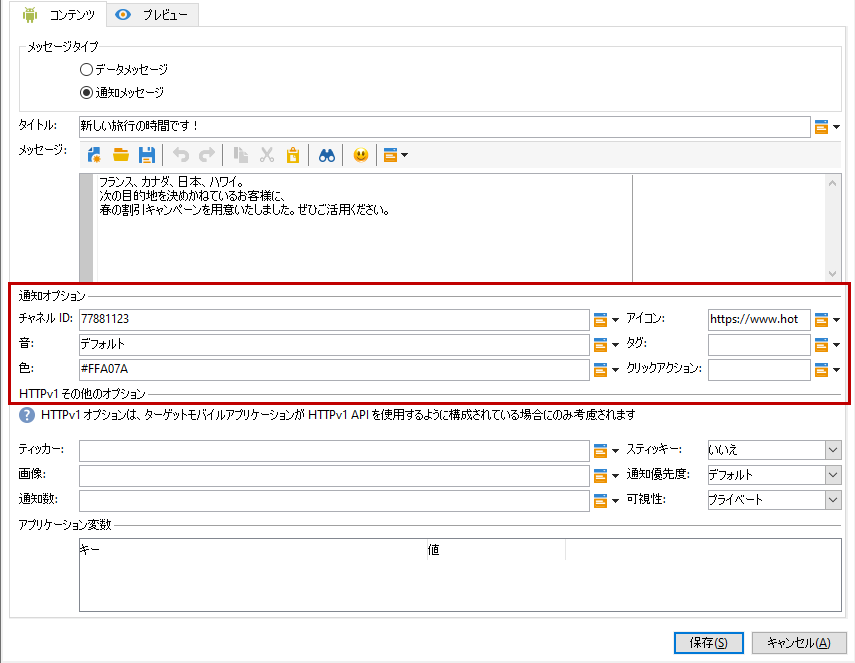 コンテンツ
プレビュー
メッセージタイプ
データメッセージ
通知メッセージ
タイトル:
新しい旅行の時間です！
メッセージ:
フランス、カナダ、日本、ハワイ。
次の目的地を決めかねているお客様に、
春の割引キャンペーンを用意いたしました。ぜひご活用ください。
通知オプション
チャネル ID:
77881123
アイコン:
https://www.hot
音:
デフォルト
タグ:
色:
#FFA07A
クリックアクション:
HTTPv1 その他のオプション
HTTPv1 オプションは、ターゲットモバイルアプリケーションが HTTPv1 API を使用するように構成されている場合にのみ考慮されます
ティッカー:
スティッキー:
いいえ
画像:
通知優先度:
デフォルト
通知数:
可視性:
プライベート
アプリケーション変数
キー
値
保存(S)
キャンセル(A)